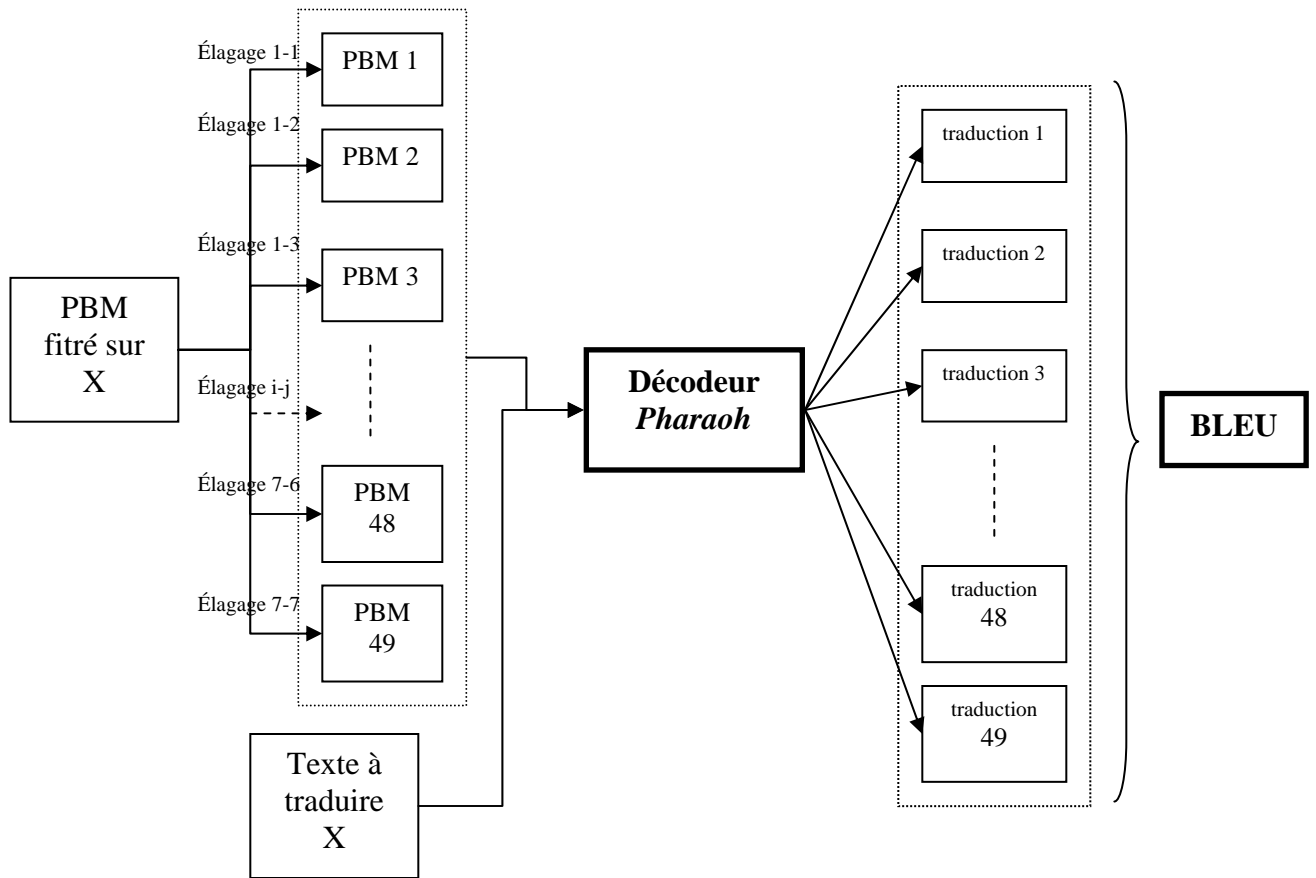 Élagage 1-1
PBM 1
Élagage 1-2
PBM 2
Élagage 1-3
PBM 3
PBM
fitré sur
X
Élagage i-j
Élagage 7-6
PBM
48
Élagage 7-7
PBM
49
Texte à
traduire
X
Décodeur
Pharaoh
traduction 1
traduction 2
traduction 3
traduction
48
traduction
49
BLEU